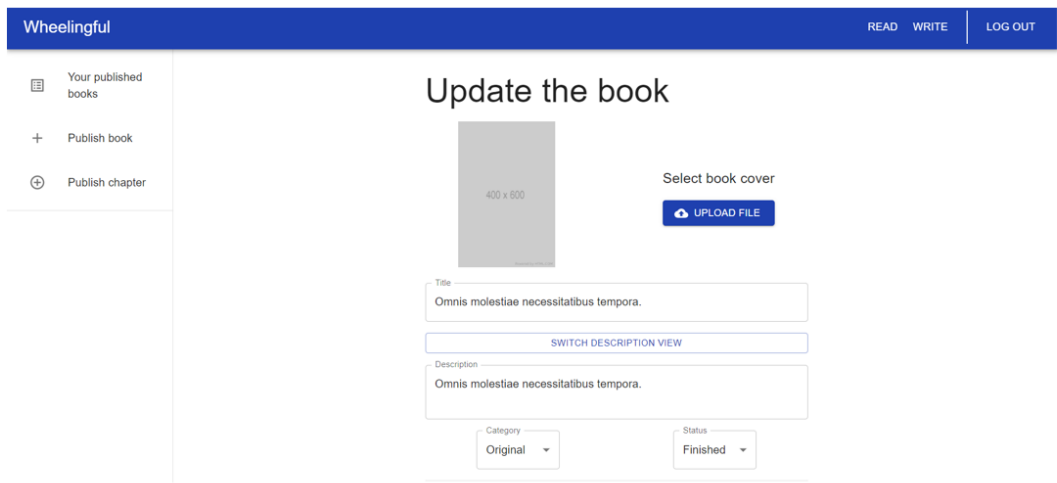 Wheelingful
READ WRITE LOG OUT
Your published
books
Publish book
Publish chapter
Update the book
400 x 600
Select book cover
UPLOAD FILE
Title
Omnis molestiae necessitatibus tempora.
SWITCH DESCRIPTION VIEW
Description
Omnis molestiae necessitatibus tempora.
Category
Original
Status
Finished